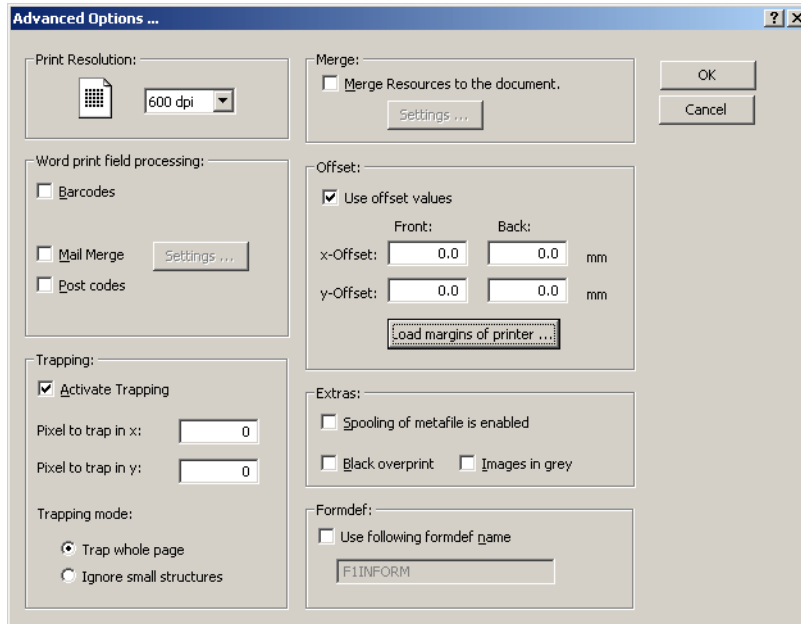 Advanced Options ...
Print Resolution:
600 dpi
Word print field processing:
Barcodes
Mail Merge
Settings ...
Post codes
Trapping:
Activate Trapping
Pixel to trap in x:
0
Pixel to trap in y:
0
Trapping mode:
Trap whole page
Ignore small structures
Merge:
Merge Resources to the document.
Settings ...
Offset:
Use offset values
Front: Back:
x-Offset: 0.0 0.0 mm
y-Offset: 0.0 0.0 mm
Load margins of printer ...
Extras:
Spooling of metafile is enabled
Black overprint Images in grey
Formdef:
Use following formdef name
F1INFORM
OK
Cancel